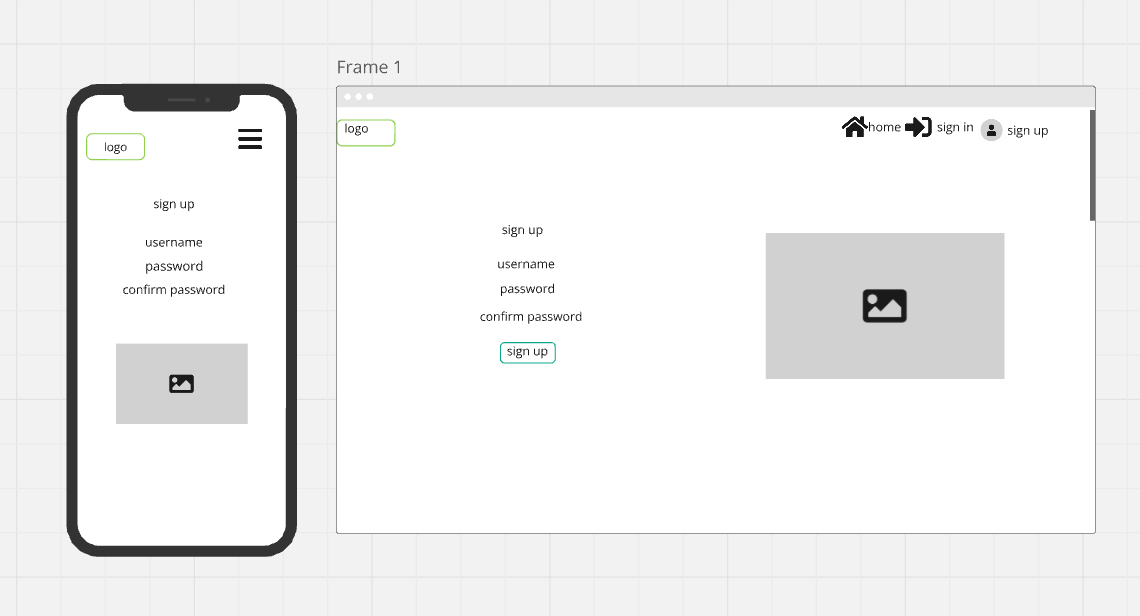 Frame 1
logo
sign up
username
password
confirm password
logo
home sign in sign up
sign up
username
password
confirm password
sign up